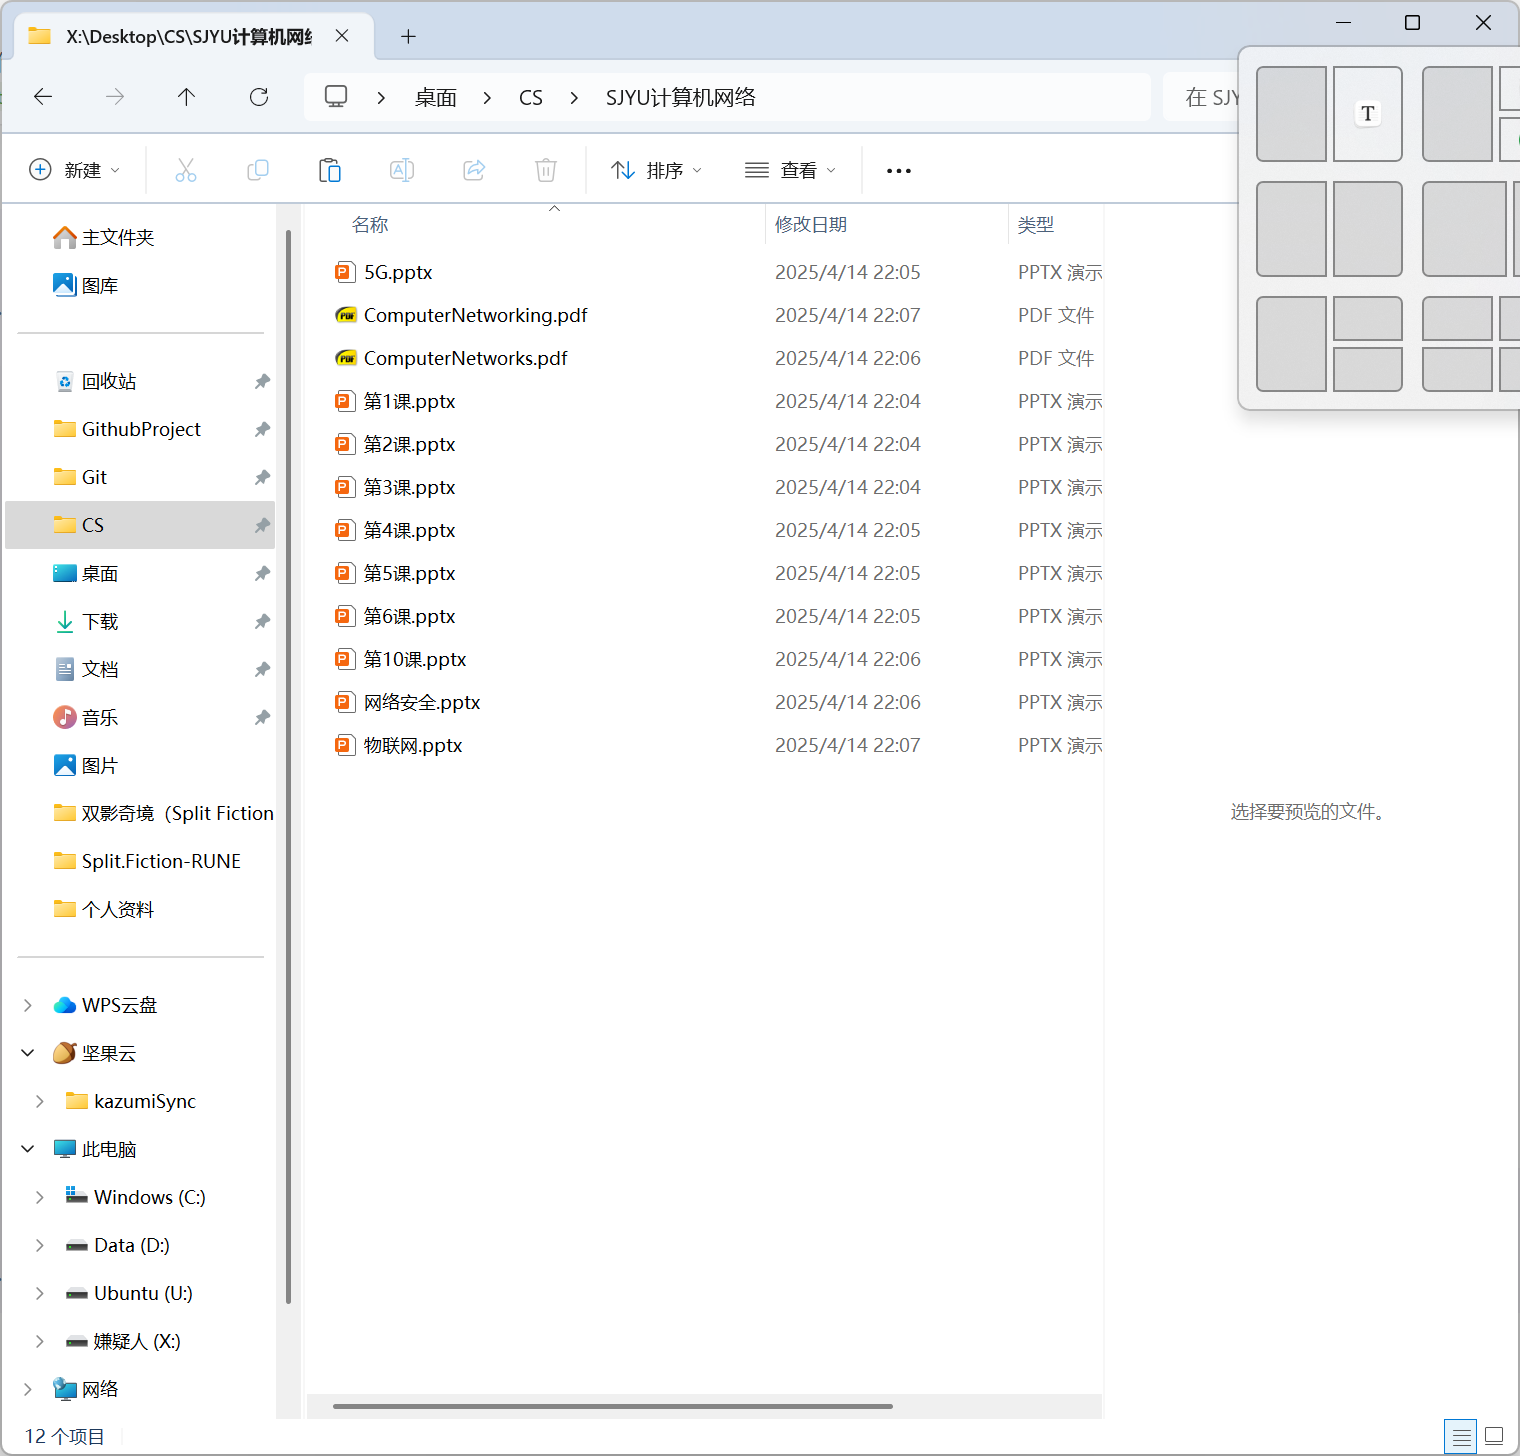 X:\Desktop\CS\SJYU计算机网络
桌面 CS SJYU计算机网络
在 SJY
T
新建
排序
查看
名称 修改日期 类型
主文件夹
图库
回收站
GithubProject
Git
CS
桌面
下载
文档
音乐
图片
双影奇境（Split Fiction
Split.Fiction-RUNE
个人资料
WPS云盘
坚果云
kazumiSync
此电脑
Windows (C:)
Data (D:)
Ubuntu (U:)
嫌疑人 (X:)
网络
5G.pptx 2025/4/14 22:05 PPTX 演示
ComputerNetworking.pdf 2025/4/14 22:07 PDF 文件
ComputerNetworks.pdf 2025/4/14 22:06 PDF 文件
第1课.pptx 2025/4/14 22:04 PPTX 演示
第2课.pptx 2025/4/14 22:04 PPTX 演示
第3课.pptx 2025/4/14 22:04 PPTX 演示
第4课.pptx 2025/4/14 22:05 PPTX 演示
第5课.pptx 2025/4/14 22:05 PPTX 演示
第6课.pptx 2025/4/14 22:05 PPTX 演示
第10课.pptx 2025/4/14 22:06 PPTX 演示
网络安全.pptx 2025/4/14 22:06 PPTX 演示
物联网.pptx 2025/4/14 22:07 PPTX 演示
选择要预览的文件。
12 个项目